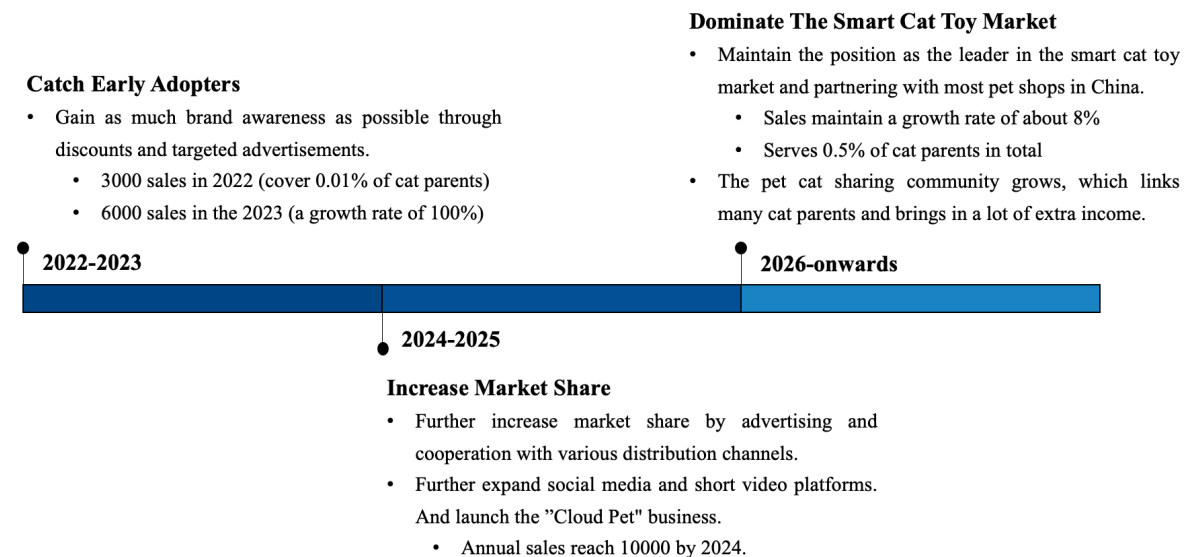 Dominate The Smart Cat Toy Market
• Maintain the position as the leader in the smart cat toy
market and partnering with most pet shops in China.
• Sales maintain a growth rate of about 8%
• Serves 0.5% of cat parents in total
• The pet cat sharing community grows, which links
many cat parents and brings in a lot of extra income.
Catch Early Adopters
• Gain as much brand awareness as possible through
discounts and targeted advertisements.
• 3000 sales in 2022 (cover 0.01% of cat parents)
• 6000 sales in the 2023 (a growth rate of 100%)
2022-2023
2026-onwards
2024-2025
Increase Market Share
• Further increase market share by advertising and
cooperation with various distribution channels.
• Further expand social media and short video platforms.
And launch the ”Cloud Pet" business.
• Annual sales reach 10000 by 2024.